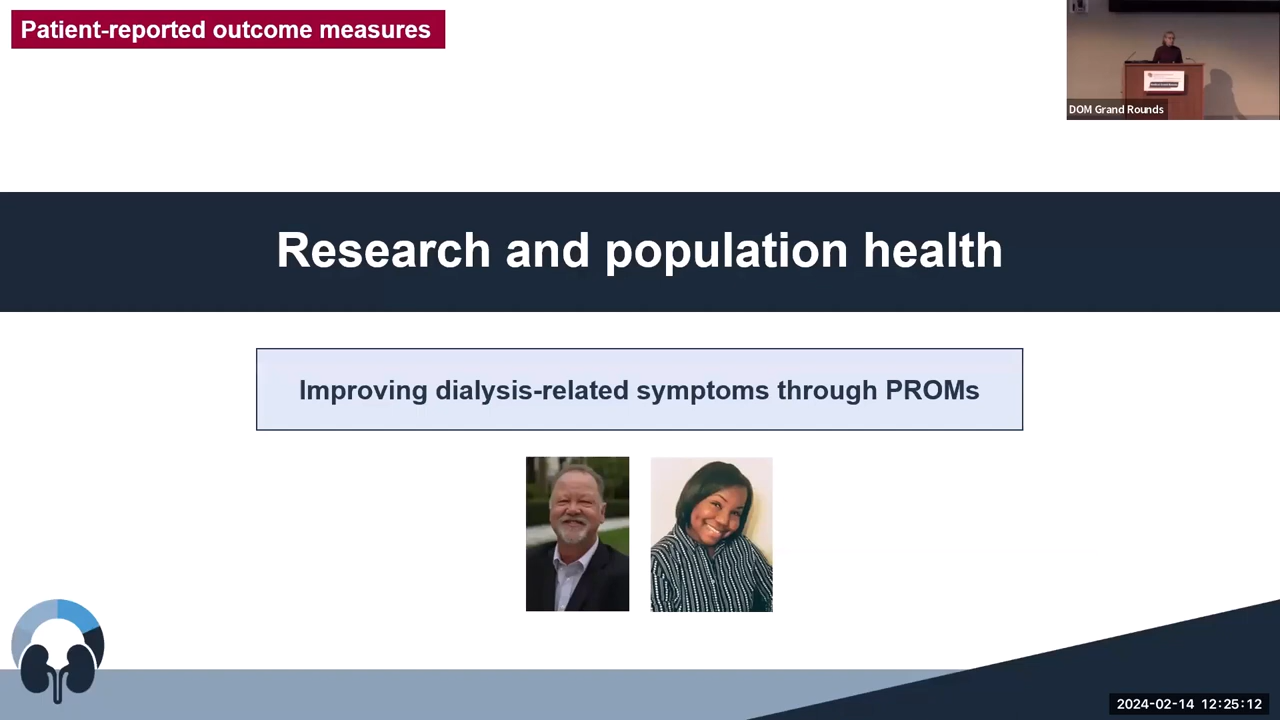 Patient-reported outcome measures
DOM Grand Rounds
Research and population health
Improving dialysis-related symptoms through PROMs
2024-02-14 12:25:12